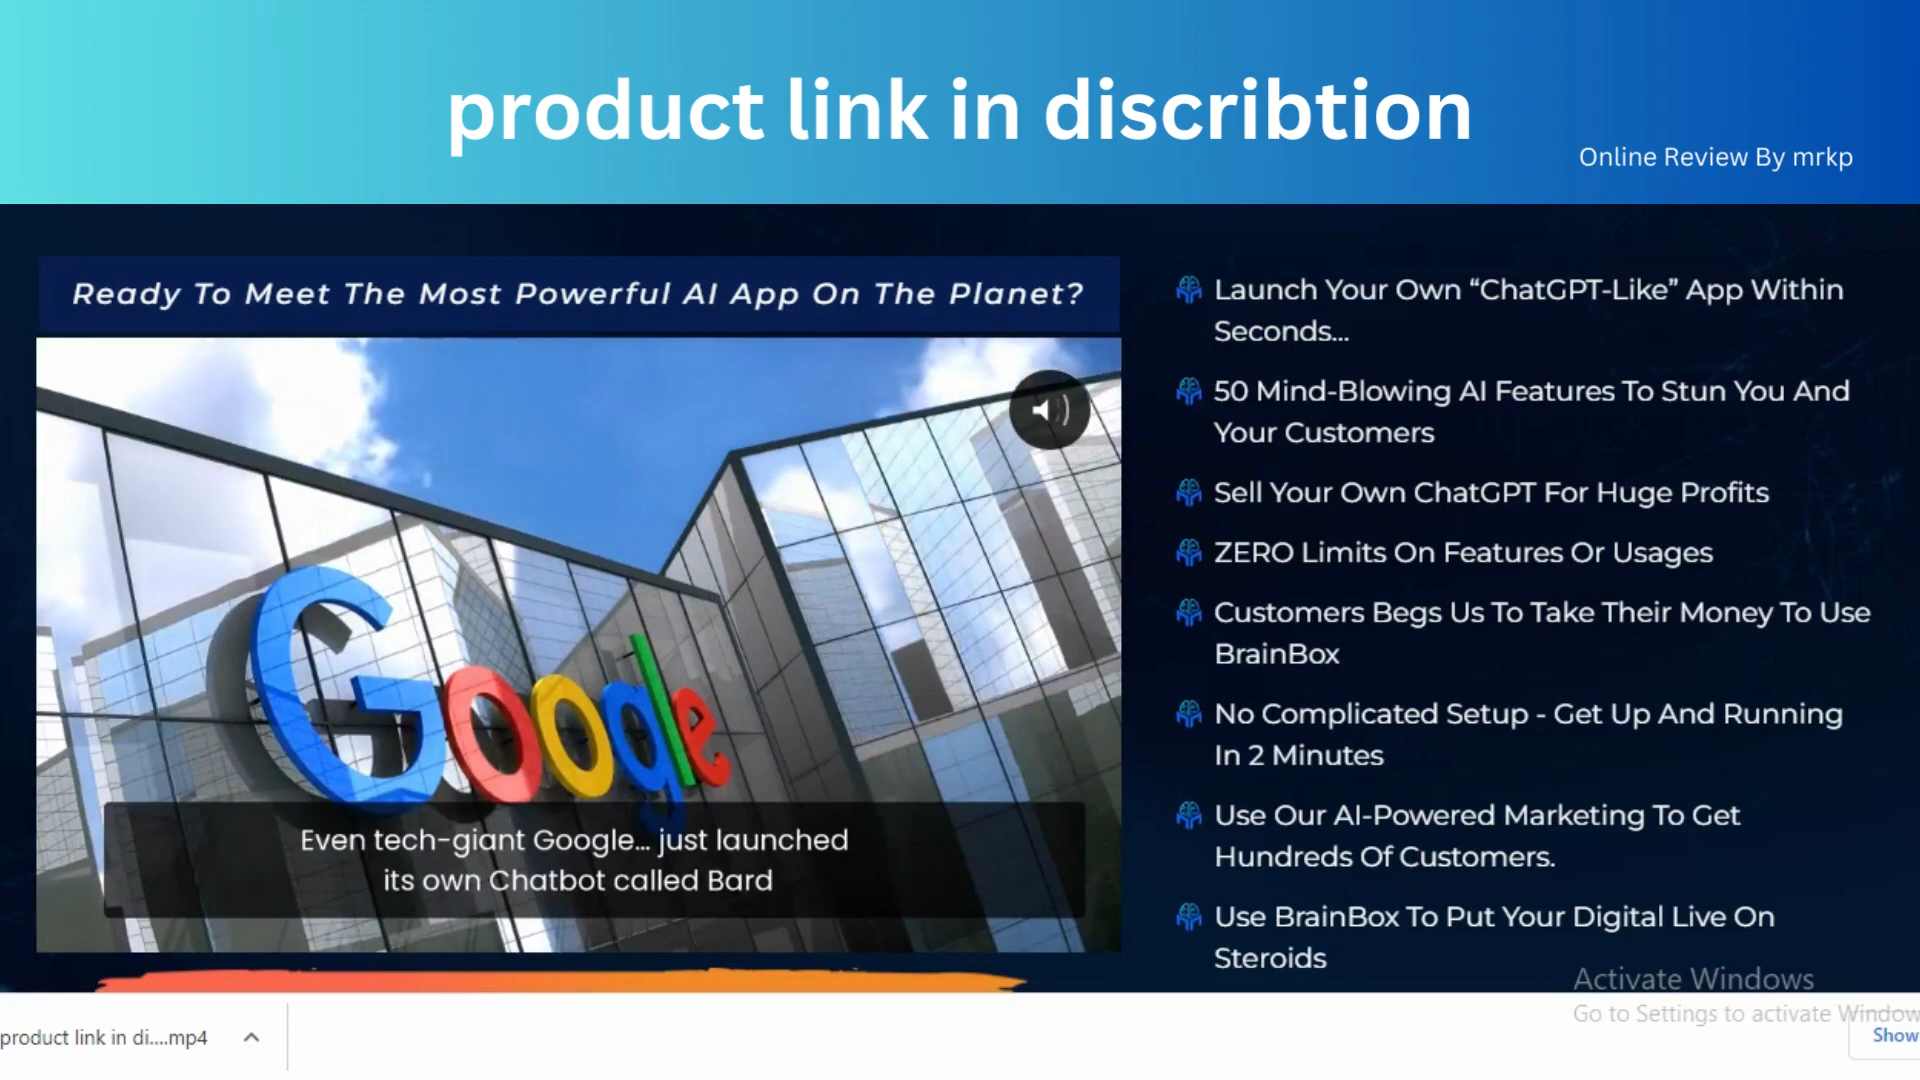 product link in discribtion
Online Review By mrkp
Ready To Meet The Most Powerful AI App On The Planet?
Google
Even tech-giant Google... just launched
its own Chatbot called Bard
Launch Your Own “ChatGPT-Like” App Within
Seconds...
50 Mind-Blowing AI Features To Stun You And
Your Customers
Sell Your Own ChatGPT For Huge Profits
ZERO Limits On Features Or Usages
Customers Begs Us To Take Their Money To Use
BrainBox
No Complicated Setup - Get Up And Running
In 2 Minutes
Use Our AI-Powered Marketing To Get
Hundreds Of Customers.
Use BrainBox To Put Your Digital Live On
Steroids
Activate Windows
Go to Settings to activate Window
product link in di....mp4
Show